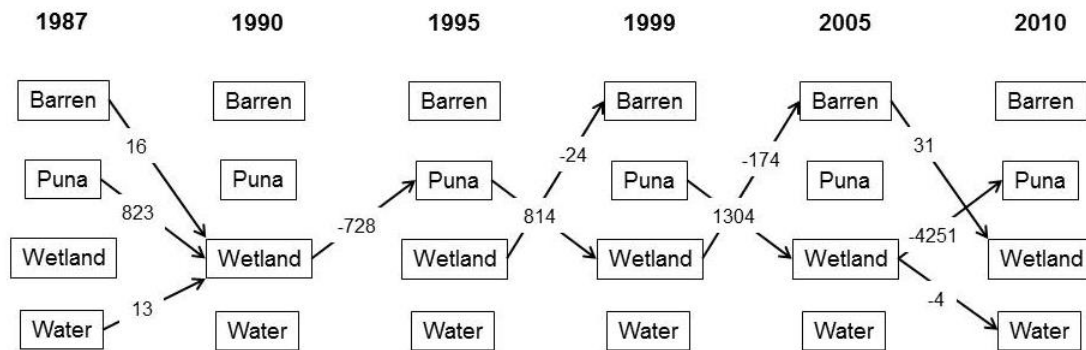 1987 1990 1995 1999 2005 2010
Barren Barren Barren Barren Barren Barren
16 -24 -174 31
Puna Puna Puna Puna Puna Puna
823 -728 814 1304 -4251
Wetland Wetland Wetland Wetland Wetland Wetland
13 -4
Water Water Water Water Water Water